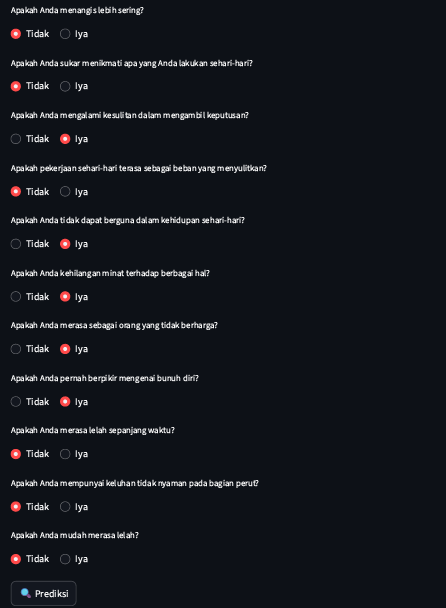 Apakah Anda menangis lebih sering?
Tidak Iya
Apakah Anda sukar menikmati apa yang Anda lakukan sehari-hari?
Tidak Iya
Apakah Anda mengalami kesulitan dalam mengambil keputusan?
Tidak Iya
Apakah pekerjaan sehari-hari terasa sebagai beban yang menyulitkan?
Tidak Iya
Apakah Anda tidak dapat berguna dalam kehidupan sehari-hari?
Tidak Iya
Apakah Anda kehilangan minat terhadap berbagai hal?
Tidak Iya
Apakah Anda merasa sebagai orang yang tidak berharga?
Tidak Iya
Apakah Anda pernah berpikir mengenai bunuh diri?
Tidak Iya
Apakah Anda merasa lelah sepanjang waktu?
Tidak Iya
Apakah Anda mempunyai keluhan tidak nyaman pada bagian perut?
Tidak Iya
Apakah Anda mudah merasa lelah?
Tidak Iya
Prediksi